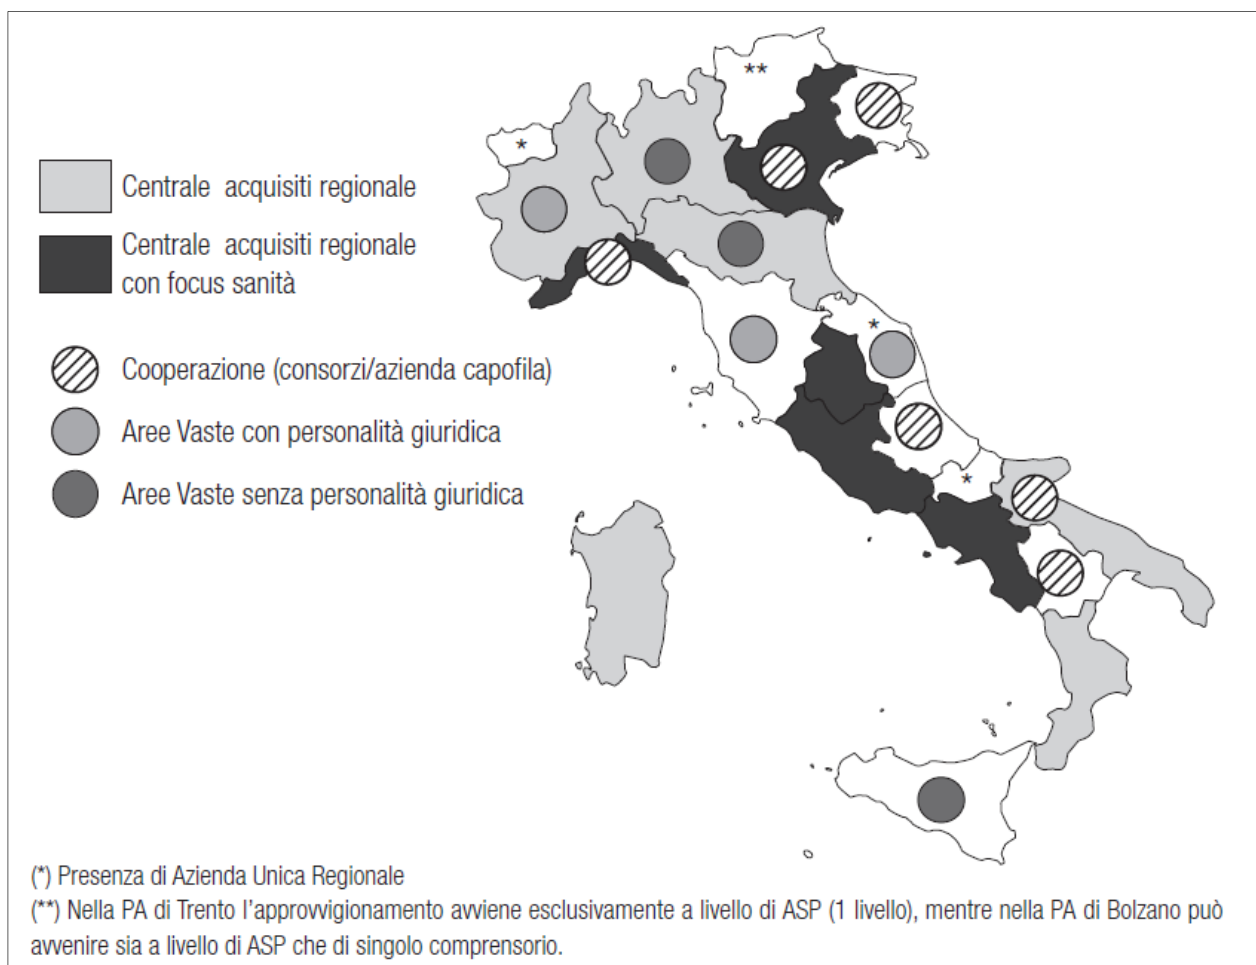 **
*
Centrale acquisiti regionale
Centrale acquisiti regionale
con focus sanità
*
Cooperazione (consorzi/azienda capofila)
Aree Vaste con personalità giuridica
*
Aree Vaste senza personalità giuridica
(*) Presenza di Azienda Unica Regionale
(**) Nella PA di Trento l'approvvigionamento avviene esclusivamente a livello di ASP (1 livello), mentre nella PA di Bolzano può
avvenire sia a livello di ASP che di singolo comprensorio.